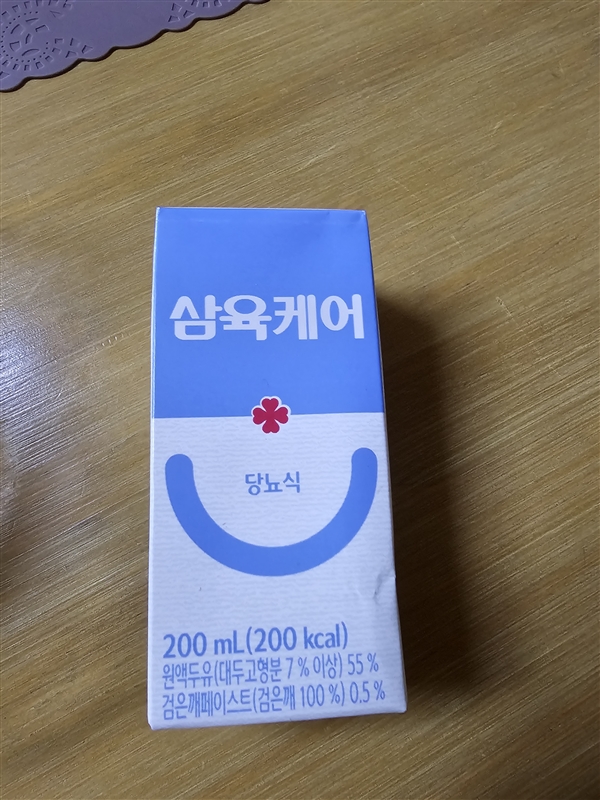 삼육케어
당뇨식
200 mL(200 kcal)
원액두유(대두고형분 7 % 이상) 55 %
검은깨페이스트(검은깨 100 %) 0.5 %